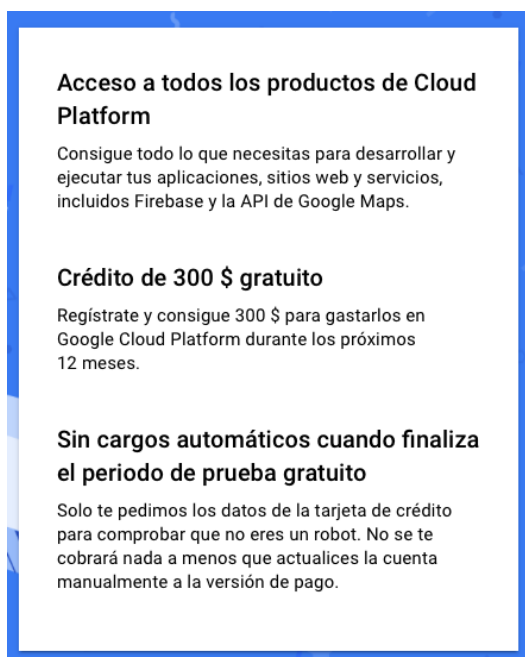 Acceso a todos los productos de Cloud
Platform
Consigue todo lo que necesitas para desarrollar y
ejecutar tus aplicaciones, sitios web y servicios,
incluidos Firebase y la API de Google Maps.
Crédito de 300 $ gratuito
Regístrate y consigue 300 $ para gastarlos en
Google Cloud Platform durante los próximos
12 meses.
Sin cargos automáticos cuando finaliza
el periodo de prueba gratuito
Solo te pedimos los datos de la tarjeta de crédito
para comprobar que no eres un robot. No se te
cobrará nada a menos que actualices la cuenta
manualmente a la versión de pago.